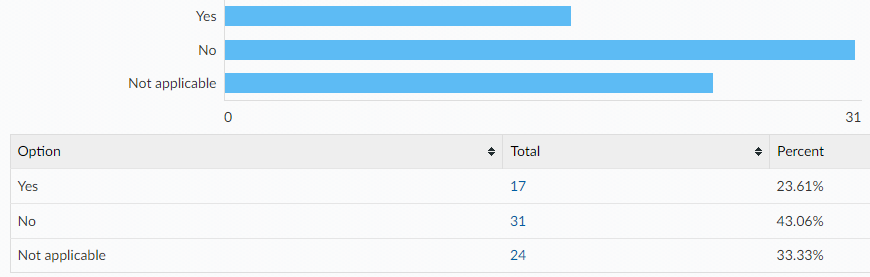 Yes
No
Not applicable
0 31
Option Total Percent
Yes 17 23.61%
No 31 43.06%
Not applicable 24 33.33%